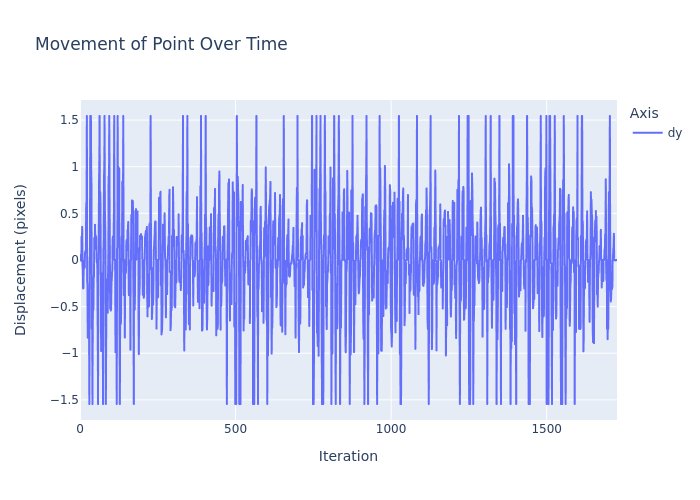 Movement of Point Over Time
Axis
dy
1.5
1
0.5
0
−0.5
−1
−1.5
Displacement (pixels)
0 500 1000 1500
Iteration